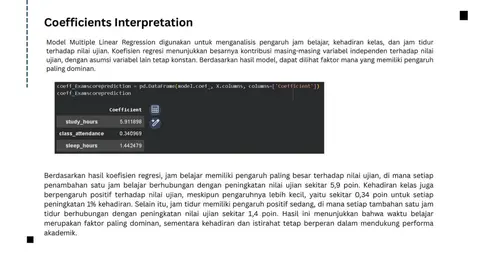 Coefficients Interpretation
Model Multiple Linear Regression digunakan untuk menganalisis pengaruh jam belajar, kehadiran kelas, dan jam tidur
terhadap nilai ujian. Koefisien regresi menunjukkan besarnya kontribusi masing-masing variabel independen terhadap nilai
ujian, dengan asumsi variabel lain tetap konstan. Berdasarkan hasil model, dapat dilihat faktor mana yang memiliki pengaruh
paling dominan.
coeff_Examscoreprediction = pd.DataFrame(model.coef_, X.columns, columns=['Coefficient'])
coeff_Examscoreprediction
Coefficient
study_hours 5.911898
class_attendance 0.340969
sleep_hours 1.442479
Berdasarkan hasil koefisien regresi, jam belajar memiliki pengaruh paling besar terhadap nilai ujian, di mana setiap
penambahan satu jam belajar berhubungan dengan peningkatan nilai ujian sekitar 5,9 poin. Kehadiran kelas juga
berpengaruh positif terhadap nilai ujian, meskipun pengaruhnya lebih kecil, yaitu sekitar 0,34 poin untuk setiap
peningkatan 1% kehadiran. Selain itu, jam tidur memiliki pengaruh positif sedang, di mana setiap tambahan satu jam
tidur berhubungan dengan peningkatan nilai ujian sekitar 1,4 poin. Hasil ini menunjukkan bahwa waktu belajar
merupakan faktor paling dominan, sementara kehadiran dan istirahat tetap berperan dalam mendukung performa
akademik.